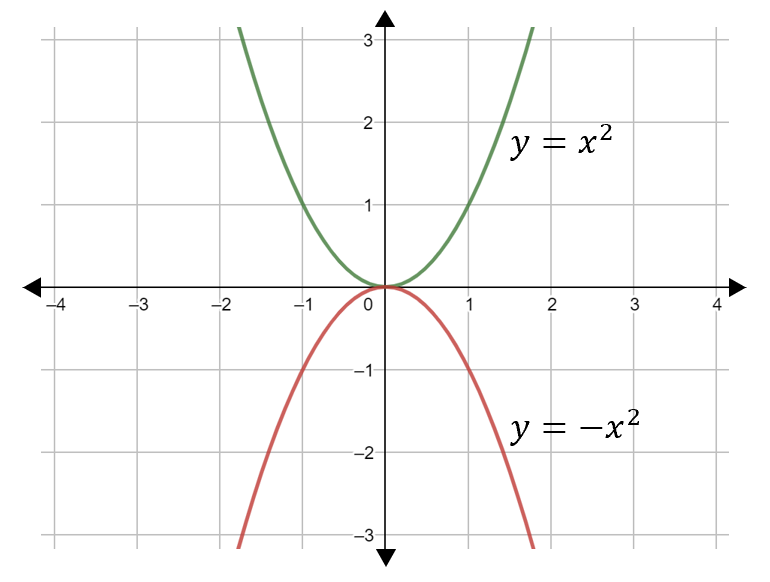 3
2
y = x²
1
–4 –3 –2 –1 0 1 2 3 4
–1
y = −x²
–2
–3